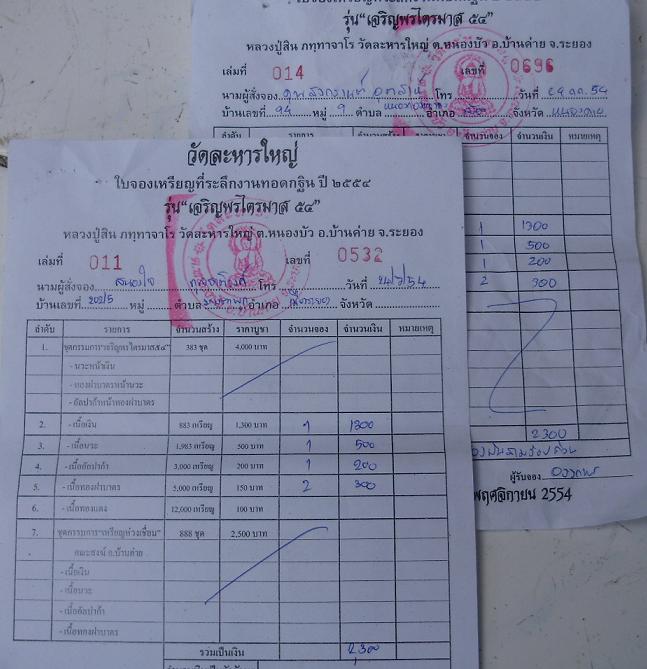 รุ่น"เจริญพรไตรมาส ๕๔"
หลวงปู่สิน ภทฺทาจาโร วัดละหารใหญ่ ต.หนองบัว อ.บ้านค่าย จ.ระยอง
เล่มที่ 014 เลขที่ 0696
นามผู้สั่งจอง โทร วันที่
บ้านเลขที่ 94 หมู่ 9 ตำบล อำเภอ จังหวัด
ลำดับ รายการ จำนวนสร้าง จำนวนจอง จำนวนเงิน หมายเหตุ
1 1300
1 500
1 200
2 300
2300
ผู้รับจอง
พฤศจิกายน 2554
วัดละหารใหญ่
ใบจองเหรียญที่ระลึกงานทอดกฐิน ปี ๒๕๕๔
รุ่น"เจริญพรไตรมาส ๕๔"
หลวงปู่สิน ภทฺทาจาโร วัดละหารใหญ่ ต.หนองบัว อ.บ้านค่าย จ.ระยอง
เล่มที่ 011 เลขที่ 0532
นามผู้สั่งจอง โทร วันที่
บ้านเลขที่ 202/5 หมู่ ตำบล อำเภอ จังหวัด
ลำดับ รายการ จำนวนสร้าง ราคาบูชา จำนวนจอง จำนวนเงิน หมายเหตุ
1. ชุดกรรมการ"เจริญพรไตรมาส๕๔" 383 ชุด 4,000 บาท
- นวะหน้าเงิน
- ทองฝาบาตรหน้านวะ
- อัลปาก้าหน้าทองฝาบาตร
2. - เนื้อเงิน 883 เหรียญ 1,300 บาท 1 1300
3. - เนื้อนวะ 1,983 เหรียญ 500 บาท 1 500
4. - เนื้ออัลปาก้า 3,000 เหรียญ 200 บาท 1 200
5. - เนื้อทองฝาบาตร 5,000 เหรียญ 150 บาท 2 300
6. - เนื้อทองแดง 12,000 เหรียญ 100 บาท
7. ชุดกรรมการ"เหรียญห่วงเชื่อม" 888 ชุด 2,500 บาท
คณะสงฆ์ อ.บ้านค่าย
- เนื้อเงิน
- เนื้อนวะ
- เนื้ออัลปาก้า
- เนื้อทองฝาบาตร
รวมเป็นเงิน 2,300